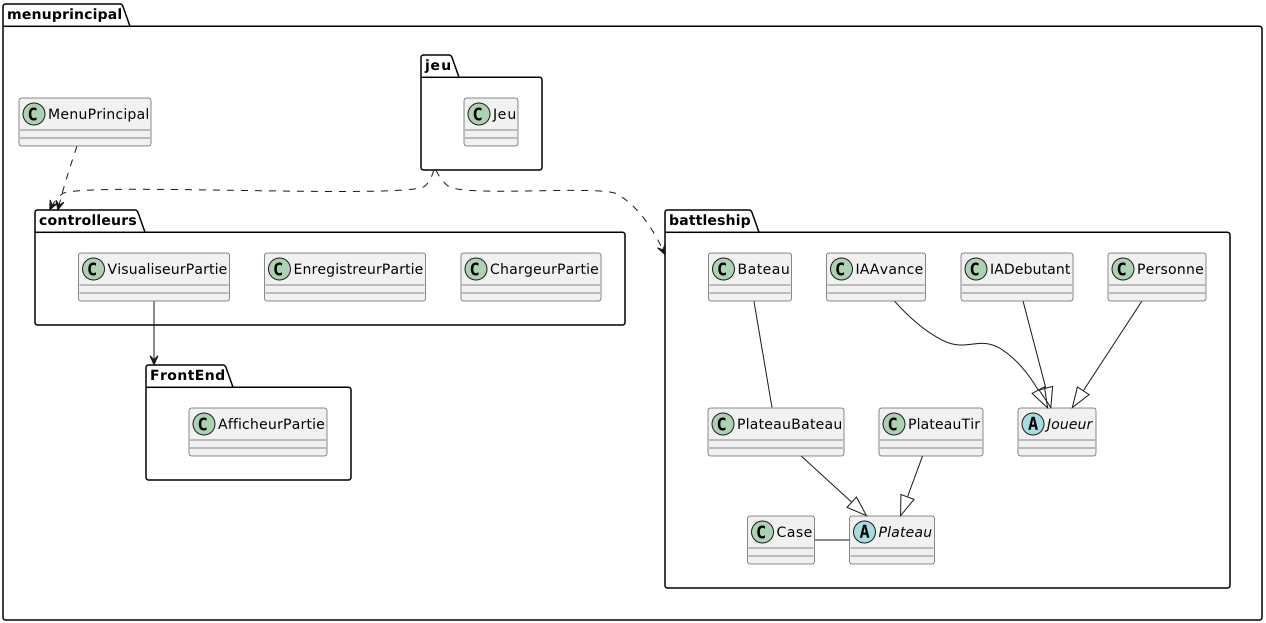 menuprincipal
jeu
C Jeu
C MenuPrincipal
controlleurs
C VisualiseurPartie
C EnregistreurPartie
C ChargeurPartie
battleship
C Bateau
C IAAvance
C IADebutant
C Personne
FrontEnd
C AfficheurPartie
C PlateauBateau
C PlateauTir
A Joueur
C Case
A Plateau